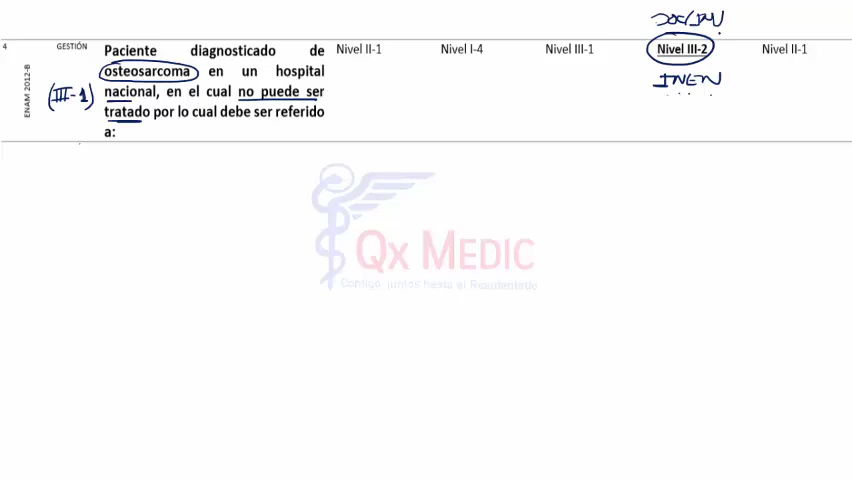 4
GESTIÓN
ENAM 2012-B
(III-1)
Paciente diagnosticado de
osteosarcoma en un hospital
nacional, en el cual no puede ser
tratado por lo cual debe ser referido
a:
Nivel II-1
Nivel I-4
Nivel III-1
Nivel III-2
INEN
Nivel II-1
QX MEDIC
Contigo juntos hasta el Residentado